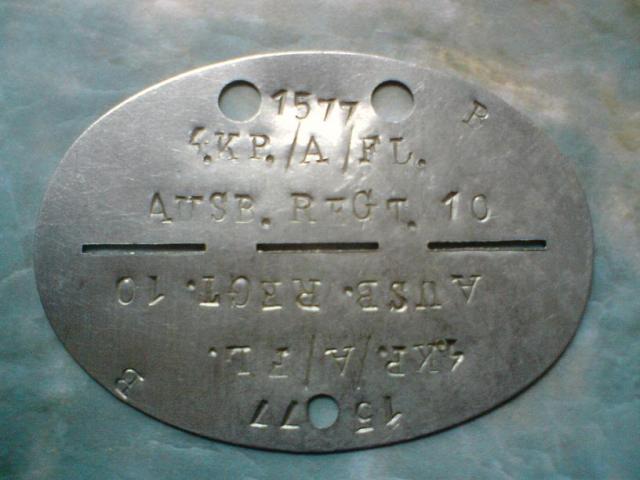 1577
B
4.KP./A/FL.
AUSB. REGT. 10
AUSB. REGT. 10
4.KP./A/FL.
B
1577